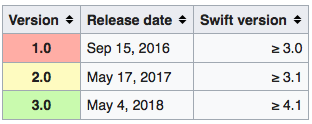 Version Release date Swift version
1.0 Sep 15, 2016 ≥ 3.0
2.0 May 17, 2017 ≥ 3.1
3.0 May 4, 2018 ≥ 4.1